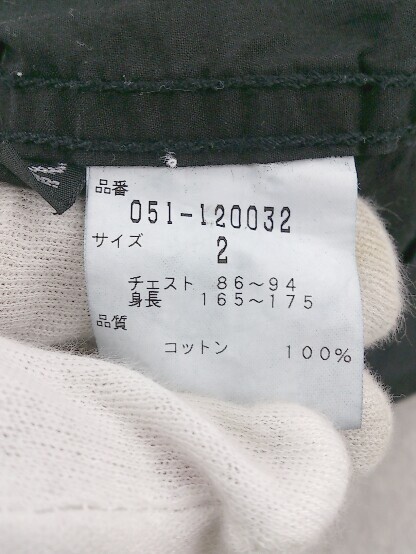 品番
051-120032
サイズ 2
チェスト 86〜94
身長 165〜175
品質
コットン 100%